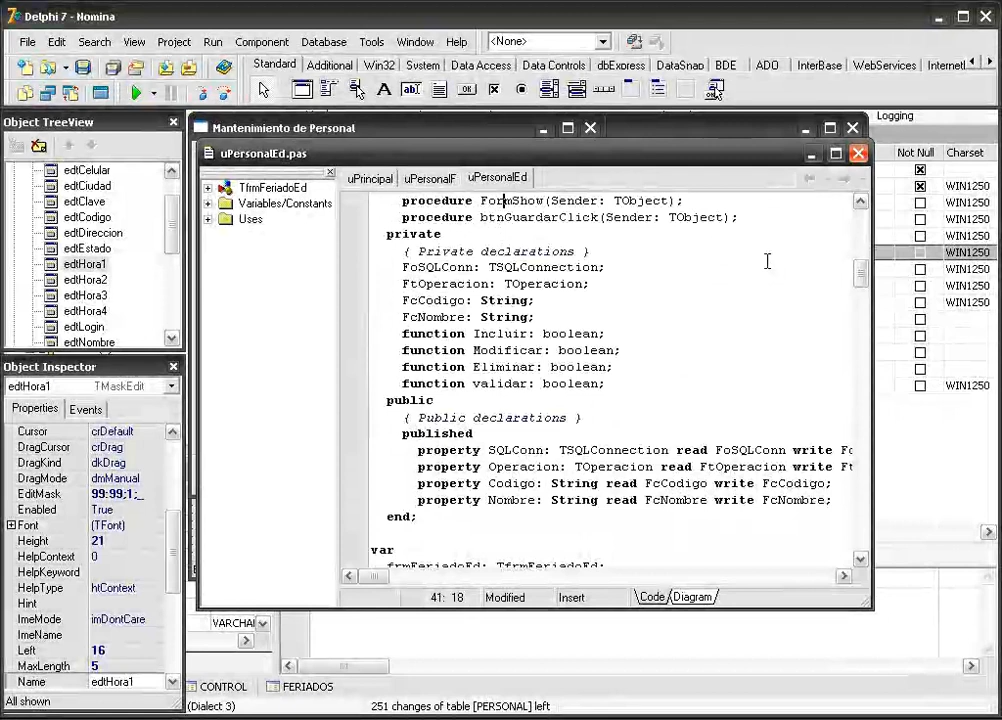 Delphi 7 - Nomina
File Edit Search View Project Run Component Database Tools Window Help <None>
Standard Additional Win32 System Data Access Data Controls dbExpress DataSnap BDE ADO InterBase WebServices InternetE
Object TreeView
edtCelular
edtCiudad
edtClave
edtCodigo
edtDireccion
edtEstado
edtHora1
edtHora2
edtHora3
edtHora4
edtLogin
edtNombre
Object Inspector
edtHora1 TMaskEdit
Properties Events
Cursor crDefault
DragCursor crDrag
DragKind dkDrag
DragMode dmManual
EditMask 99:99;1;_
Enabled True
Font (TFont)
Height 21
HelpContext 0
HelpKeyword
HelpType htContext
Hint
ImeMode imDontCare
ImeName
Left 16
MaxLength 5
Name edtHora1
All shown
Mantenimiento de Personal
uPersonalEd.pas
TfrmFeriadoEd
Variables/Constants
Uses
uPrincipal uPersonalF uPersonalEd
procedure FormShow(Sender: TObject);
procedure btnGuardarClick(Sender: TObject);
private
{ Private declarations }
FoSQLConn: TSQLConnection;
FtOperacion: TOperacion;
FcCodigo: String;
FcNombre: String;
function Incluir: boolean;
function Modificar: boolean;
function Eliminar: boolean;
function validar: boolean;
public
{ Public declarations }
published
property SQLConn: TSQLConnection read FoSQLConn write Fo
property Operacion: TOperacion read FtOperacion write Ft
property Codigo: String read FcCodigo write FcCodigo;
property Nombre: String read FcNombre write FcNombre;
end;
var
frmFeriadoEd: TfrmFeriadoEd;
41: 18 Modified Insert Code Diagram
Logging
Not Null Charset
WIN1250
WIN1250
WIN1250
WIN1250
WIN1250
WIN1250
WIN1250
WIN1250
WIN1250
VARCHAR
CONTROL FERIADOS
(Dialect 3) 251 changes of table [PERSONAL] left